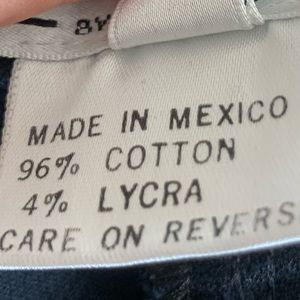 MADE IN MEXICO
96% COTTON
4% LYCRA
CARE ON REVERS